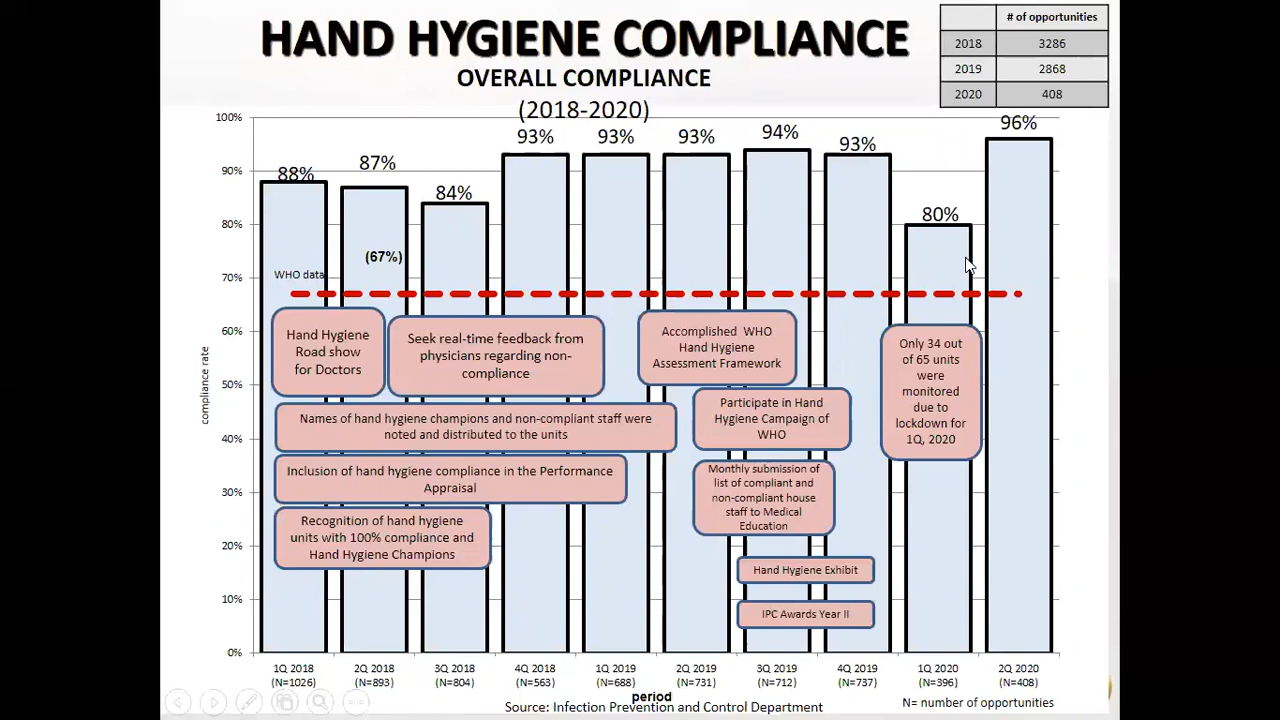 HAND HYGIENE COMPLIANCE
OVERALL COMPLIANCE
(2018-2020)
# of opportunities
2018 3286
2019 2868
2020 408
100%
90%
80%
70%
60%
50%
40%
30%
20%
10%
0%
compliance rate
88%
87%
84%
93%
93%
93%
94%
93%
80%
96%
(67%)
WHO data
Hand Hygiene
Road show
for Doctors
Seek real-time feedback from
physicians regarding non-
compliance
Names of hand hygiene champions and non-compliant staff were
noted and distributed to the units
Inclusion of hand hygiene compliance in the Performance
Appraisal
Recognition of hand hygiene
units with 100% compliance and
Hand Hygiene Champions
Accomplished WHO
Hand Hygiene
Assessment Framework
Participate in Hand
Hygiene Campaign of
WHO
Monthly submission of
list of compliant and
non-compliant house
staff to Medical
Education
Hand Hygiene Exhibit
IPC Awards Year II
Only 34 out
of 65 units
were
monitored
due to
lockdown for
1Q, 2020
1Q 2018 2Q 2018 3Q 2018 4Q 2018 1Q 2019 2Q 2019 3Q 2019 4Q 2019 1Q 2020 2Q 2020
(N=1026) (N=893) (N=804) (N=563) (N=688) (N=731) (N=712) (N=737) (N=396) (N=408)
period
Source: Infection Prevention and Control Department
N= number of opportunities